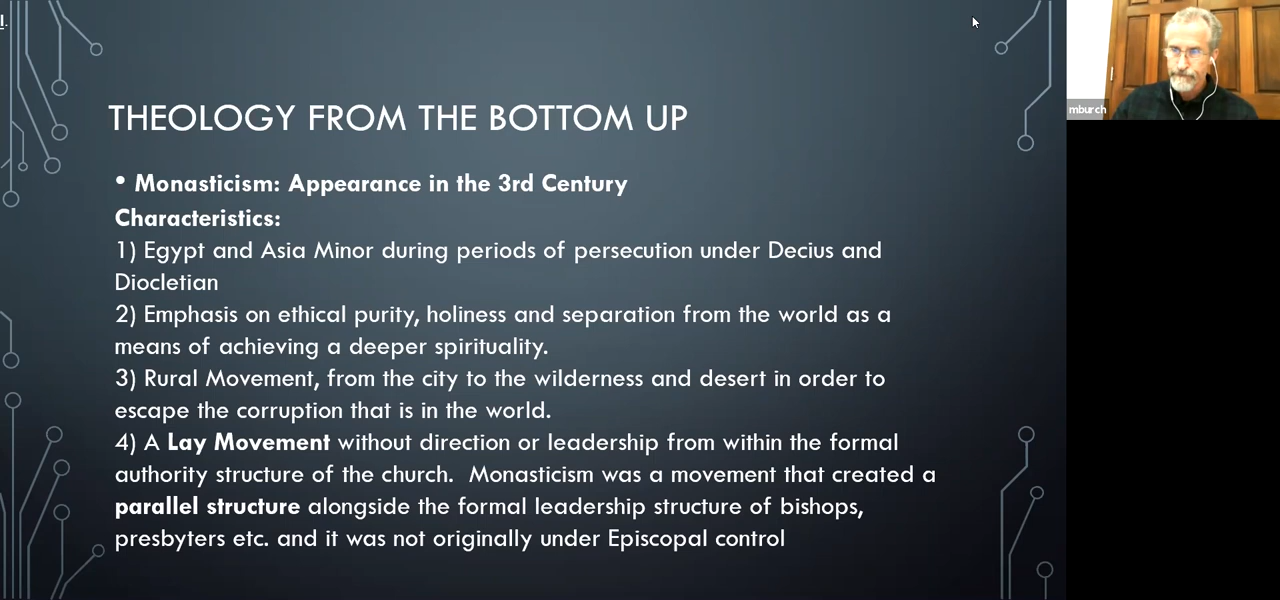 l.
THEOLOGY FROM THE BOTTOM UP
• Monasticism: Appearance in the 3rd Century
Characteristics:
1) Egypt and Asia Minor during periods of persecution under Decius and
Diocletian
2) Emphasis on ethical purity, holiness and separation from the world as a
means of achieving a deeper spirituality.
3) Rural Movement, from the city to the wilderness and desert in order to
escape the corruption that is in the world.
4) A Lay Movement without direction or leadership from within the formal
authority structure of the church.  Monasticism was a movement that created a
parallel structure alongside the formal leadership structure of bishops,
presbyters etc. and it was not originally under Episcopal control
mburch